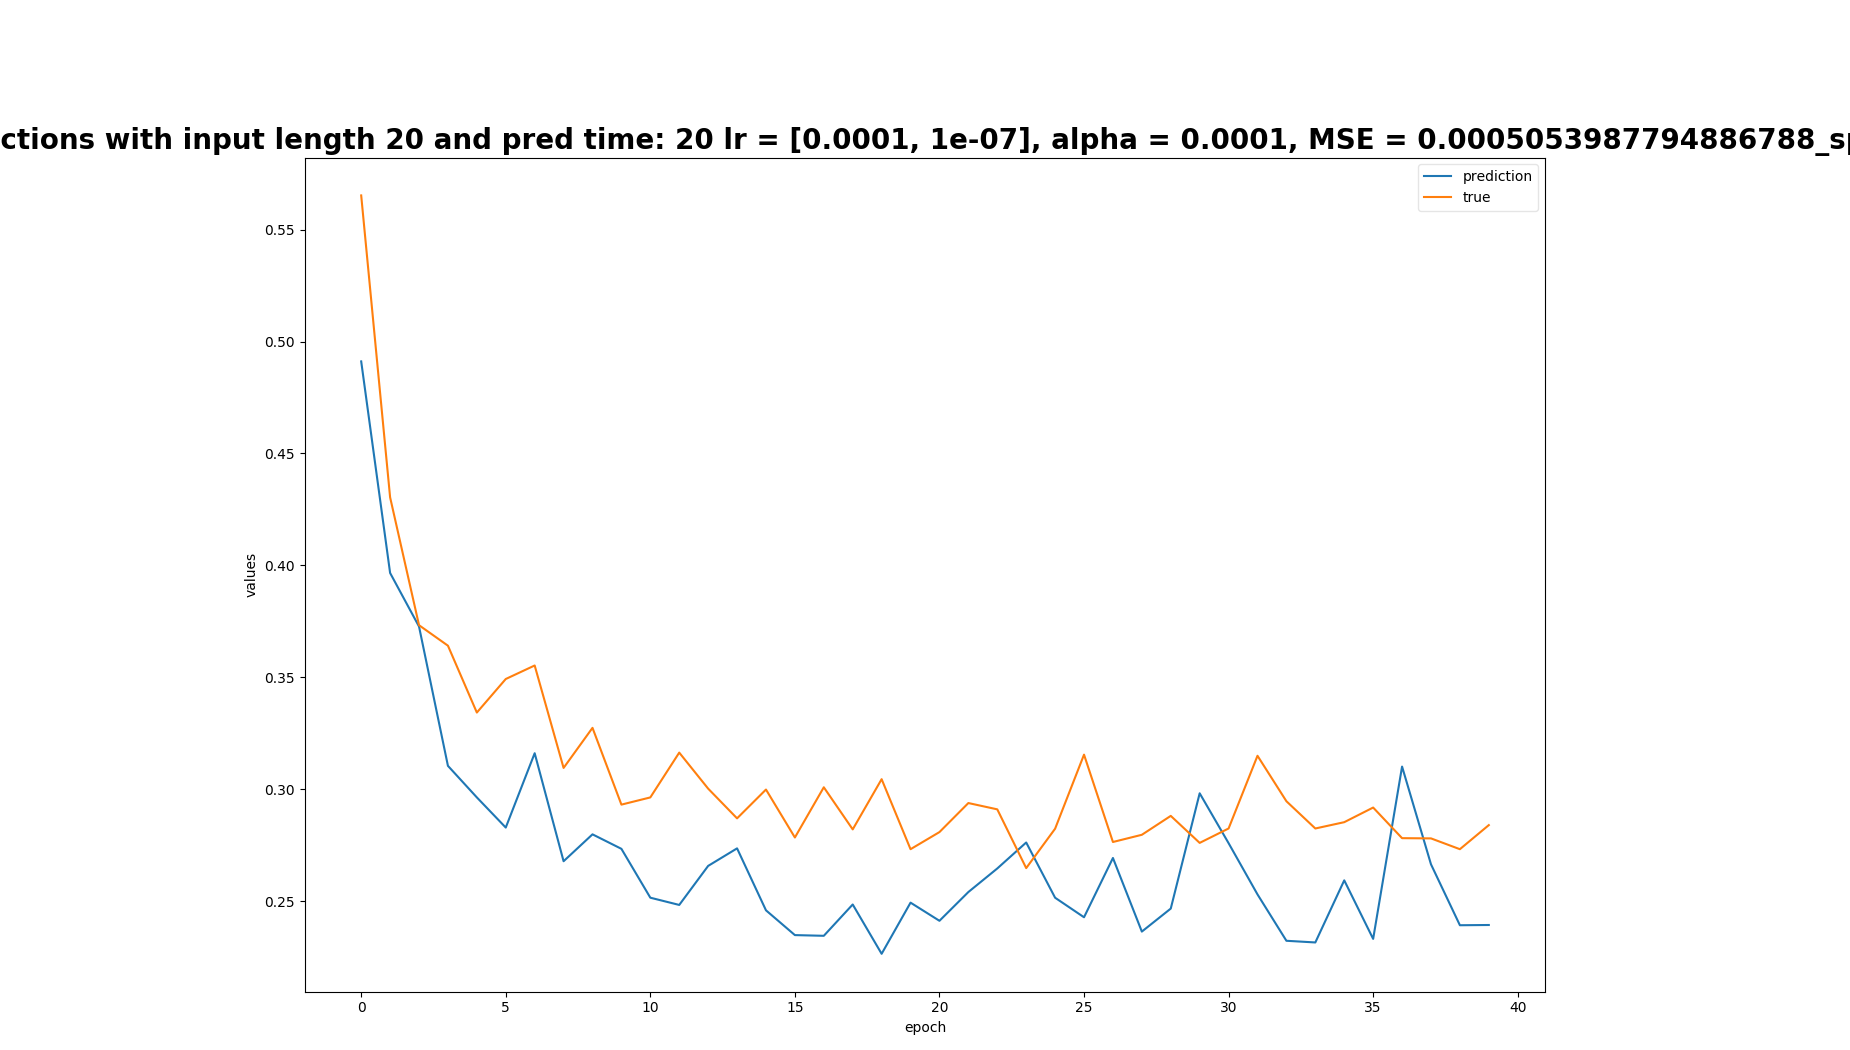 ctions with input length 20 and pred time: 20 lr = [0.0001, 1e-07], alpha = 0.0001, MSE = 0.0005053987794886788_sp
prediction
true
0.55
0.50
0.45
0.40
0.35
0.30
0.25
values
0 5 10 15 20 25 30 35 40
epoch